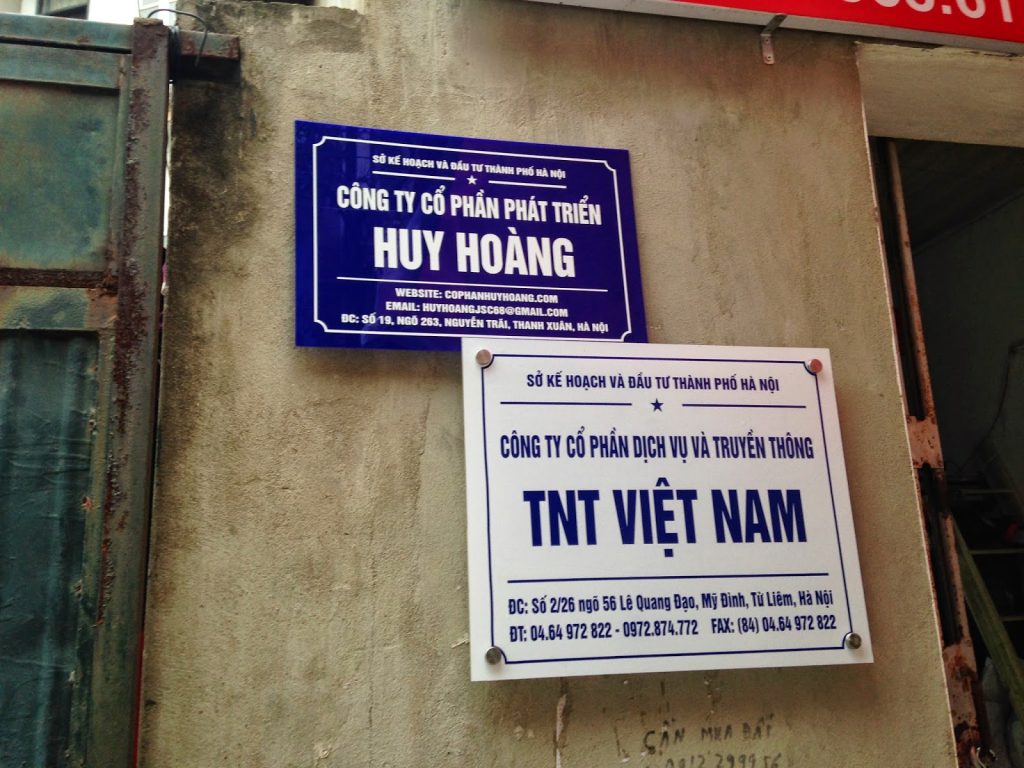 SỞ KẾ HOẠCH VÀ ĐẦU TƯ THÀNH PHỐ HÀ NỘI
CÔNG TY CỔ PHẦN PHÁT TRIỂN
HUY HOÀNG
WEBSITE: COPHANHUYHOANG.COM
EMAIL: HUYHOANGJSC68@GMAIL.COM
ĐC: SỐ 19, NGÕ 263, NGUYỄN TRÃI, THANH XUÂN, HÀ NỘI
SỞ KẾ HOẠCH VÀ ĐẦU TƯ THÀNH PHỐ HÀ NỘI
CÔNG TY CỔ PHẦN DỊCH VỤ VÀ TRUYỀN THÔNG
TNT VIỆT NAM
ĐC: Số 2/26 ngõ 56 Lê Quang Đạo, Mỹ Đình, Từ Liêm, Hà Nội
ĐT: 04.64 972 822 - 0972.874.772 FAX: (84) 04.64 972 822
CẦN MUA ĐẤT